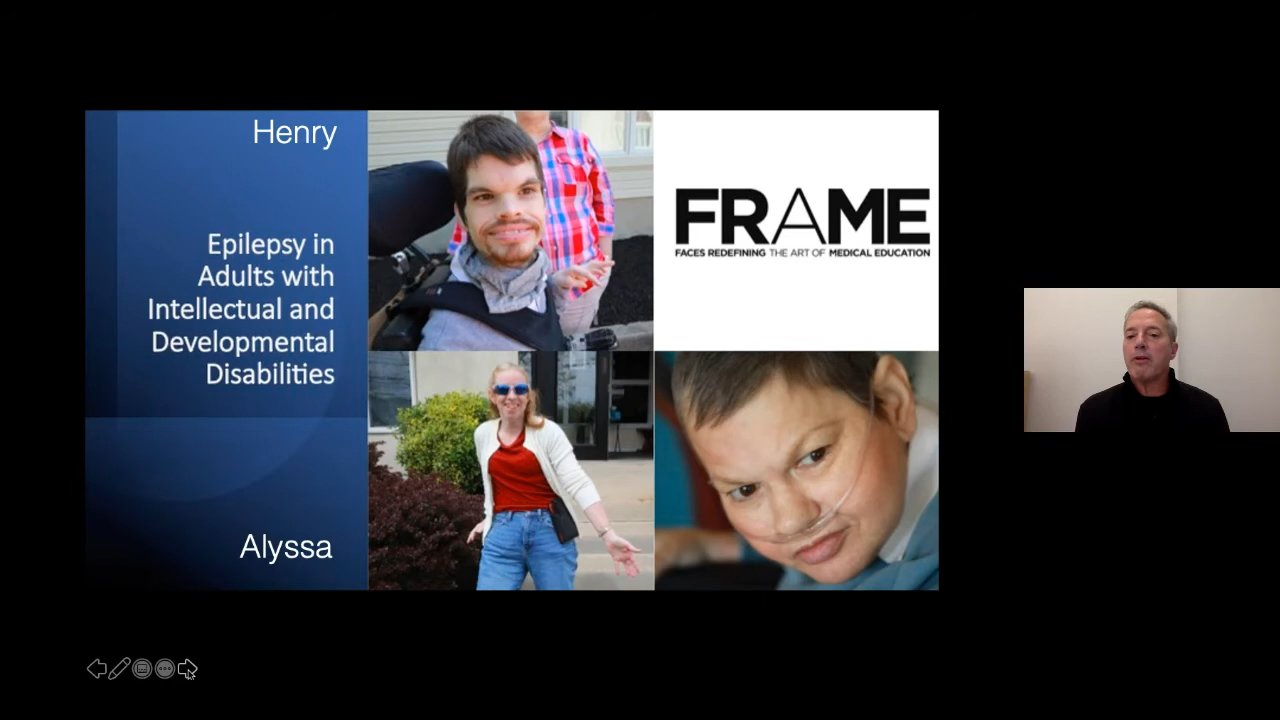 Henry
Epilepsy in
Adults with
Intellectual and
Developmental
Disabilities
Alyssa
FRAME
FACES REDEFINING THE ART OF MEDICAL EDUCATION